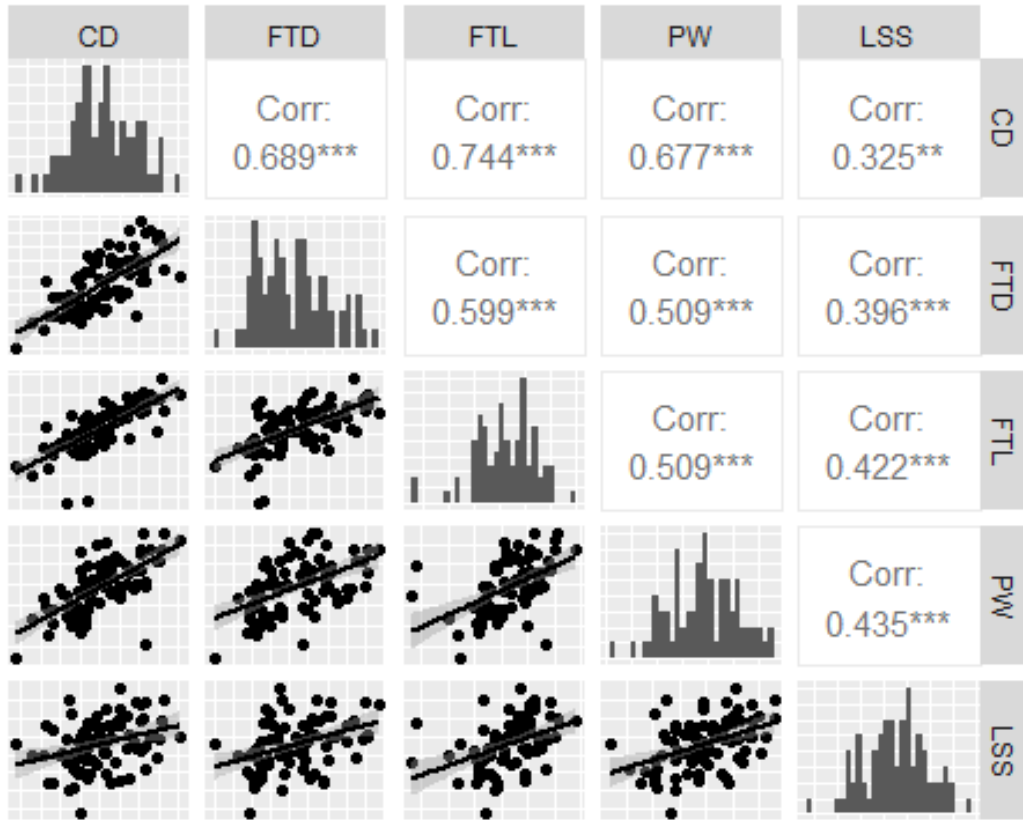 CD FTD FTL PW LSS
Corr: Corr: Corr: Corr:
0.689*** 0.744*** 0.677*** 0.325**
CD
Corr: Corr: Corr:
0.599*** 0.509*** 0.396***
FTD
Corr: Corr:
0.509*** 0.422***
FTL
Corr:
0.435***
PW
LSS